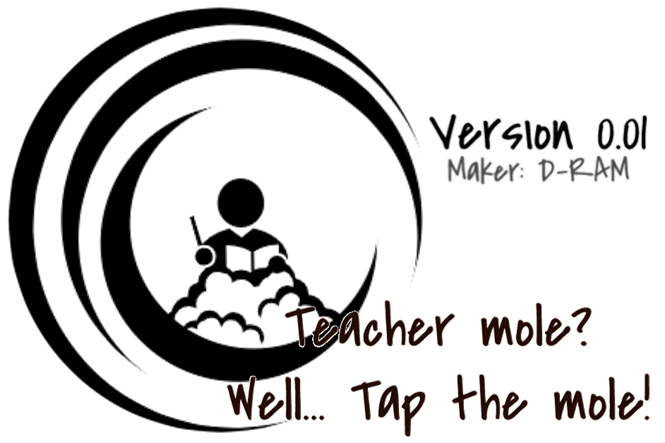 Version 0.01
Maker: D-RAM
Teacher mole?
Well... Tap the mole!